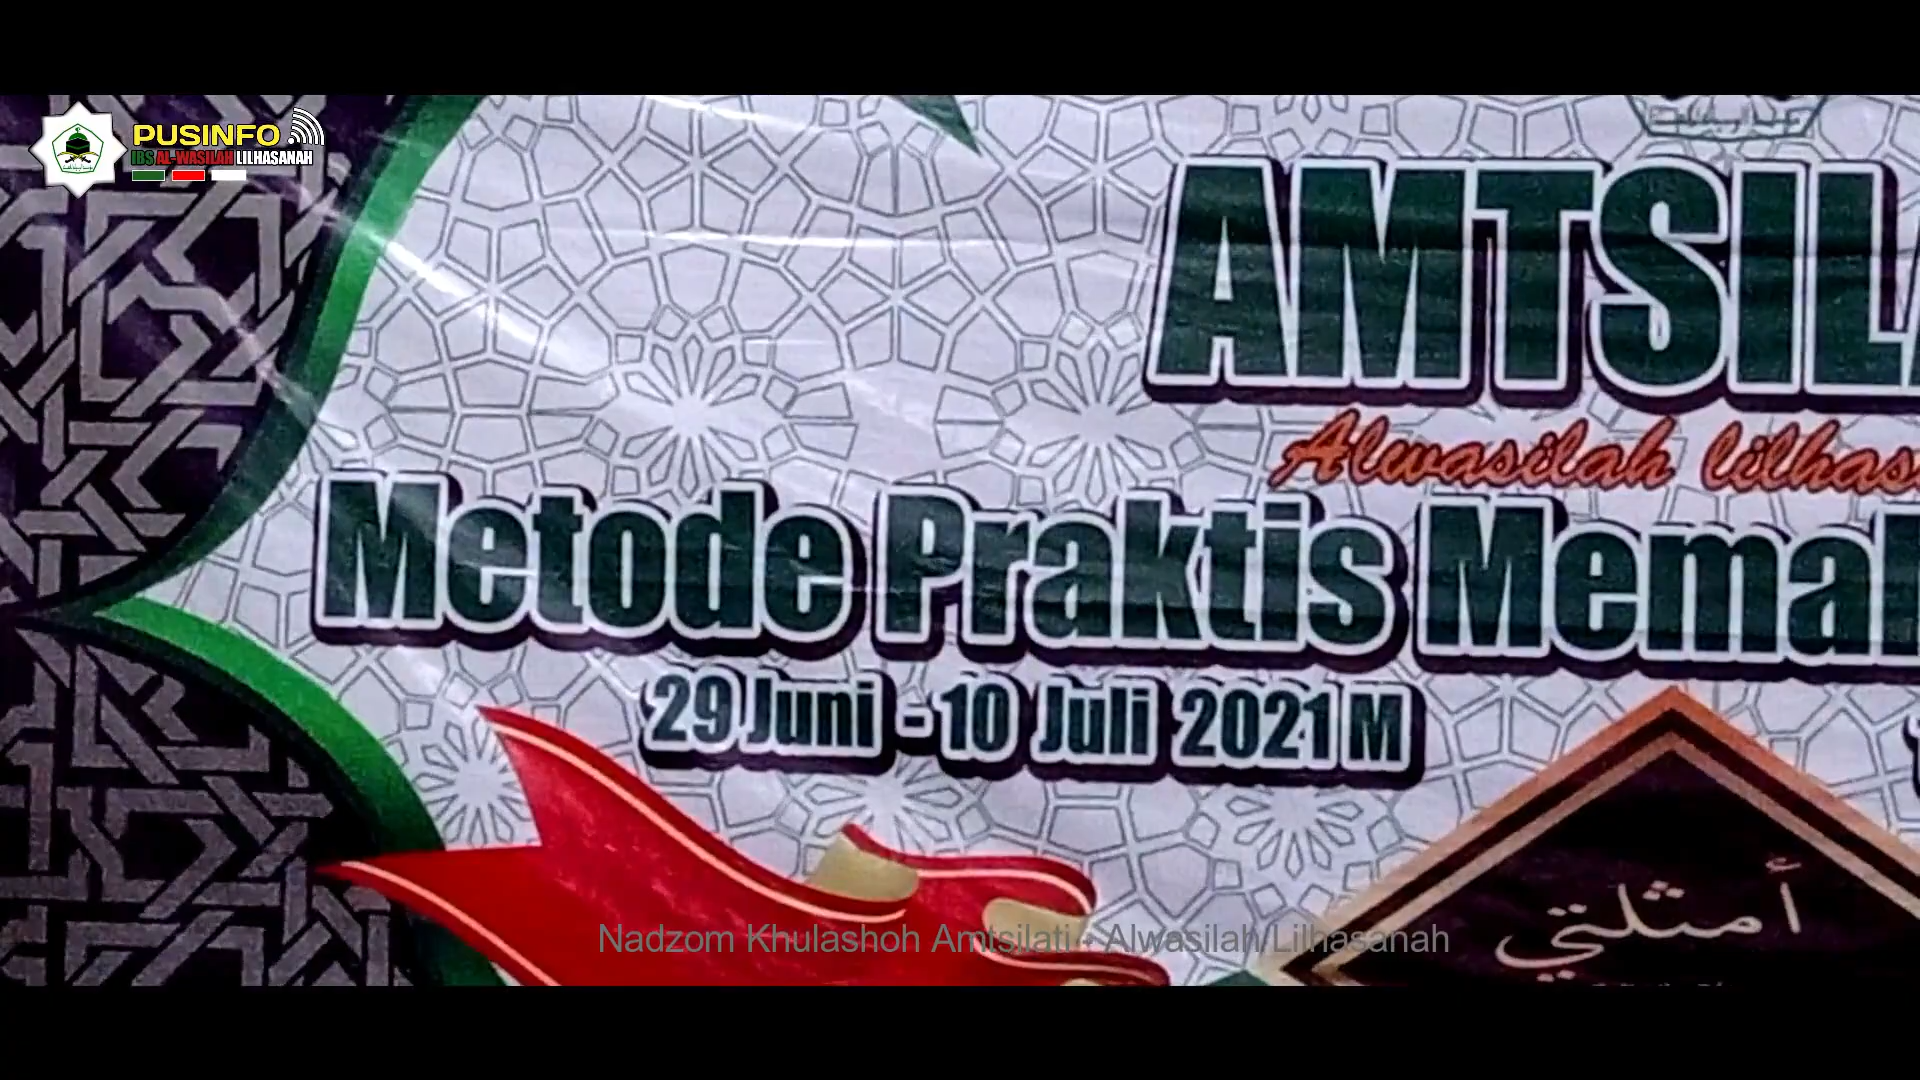 PUSINFO
IBS AL-WASILAH LILHASANAH
AMTSILA
Alwasilah lilhas
Metode Praktis Memah
29 Juni - 10 Juli 2021 M
أمثلتي
Nadzom Khulashoh Amtsilati - Alwasilah Lilhasanah